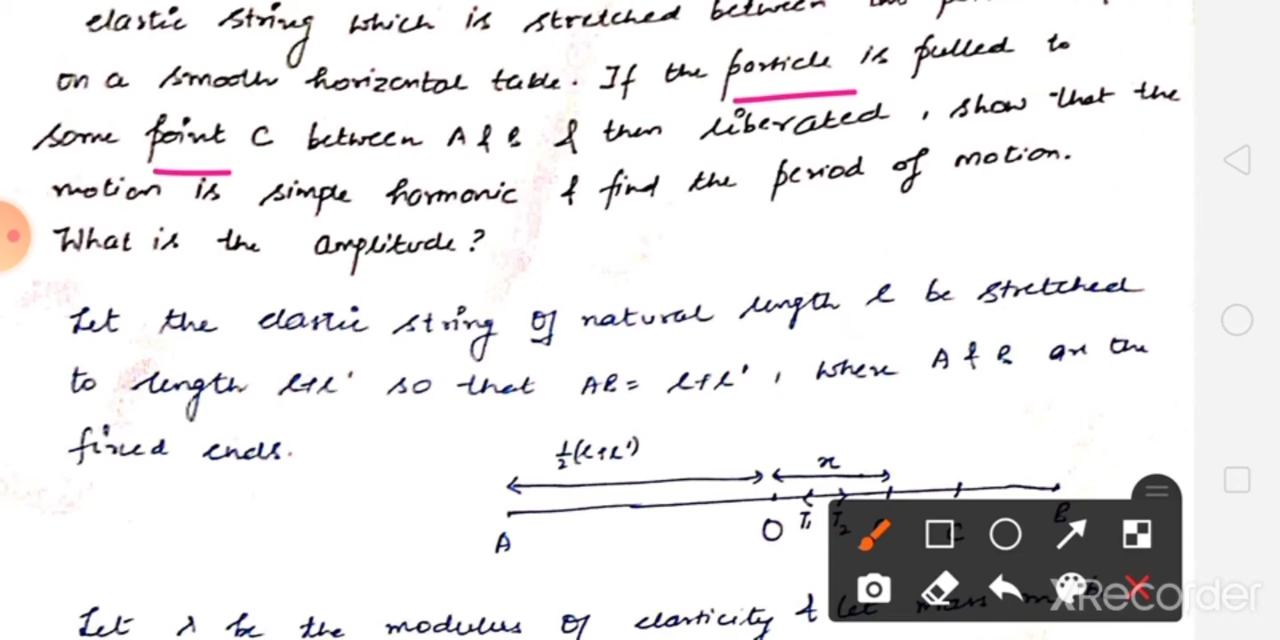 elastic string which is stretched between
on a smooth horizontal table. If the particle is pulled to
some point C between A & B & then liberated, show that the
motion is simple harmonic & find the period of motion.
What is the amplitude?
Let the elastic string of natural length l be stretched
to length l+l' so that AB = l+l', where A & B are the
fixed ends.
½(l+l') x
A O T₁ T₂ C B
Let λ be the modulus of elasticity & let mass m
XRecorder